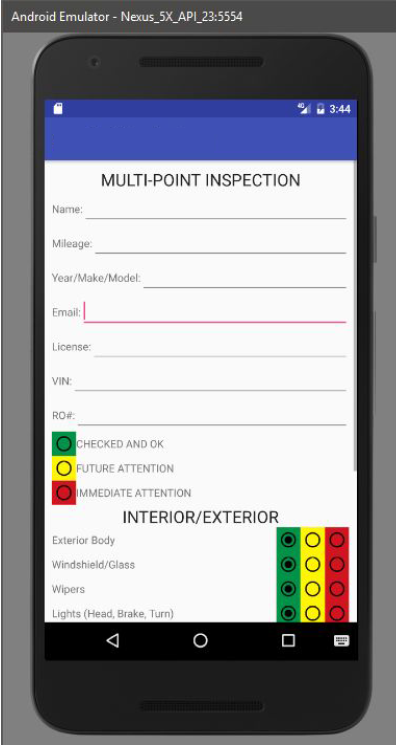 Android Emulator - Nexus_5X_API_23:5554
4G 3:44
MULTI-POINT INSPECTION
Name:
Mileage:
Year/Make/Model:
Email:
License:
VIN:
RO#:
CHECKED AND OK
FUTURE ATTENTION
IMMEDIATE ATTENTION
INTERIOR/EXTERIOR
Exterior Body
Windshield/Glass
Wipers
Lights (Head, Brake, Turn)